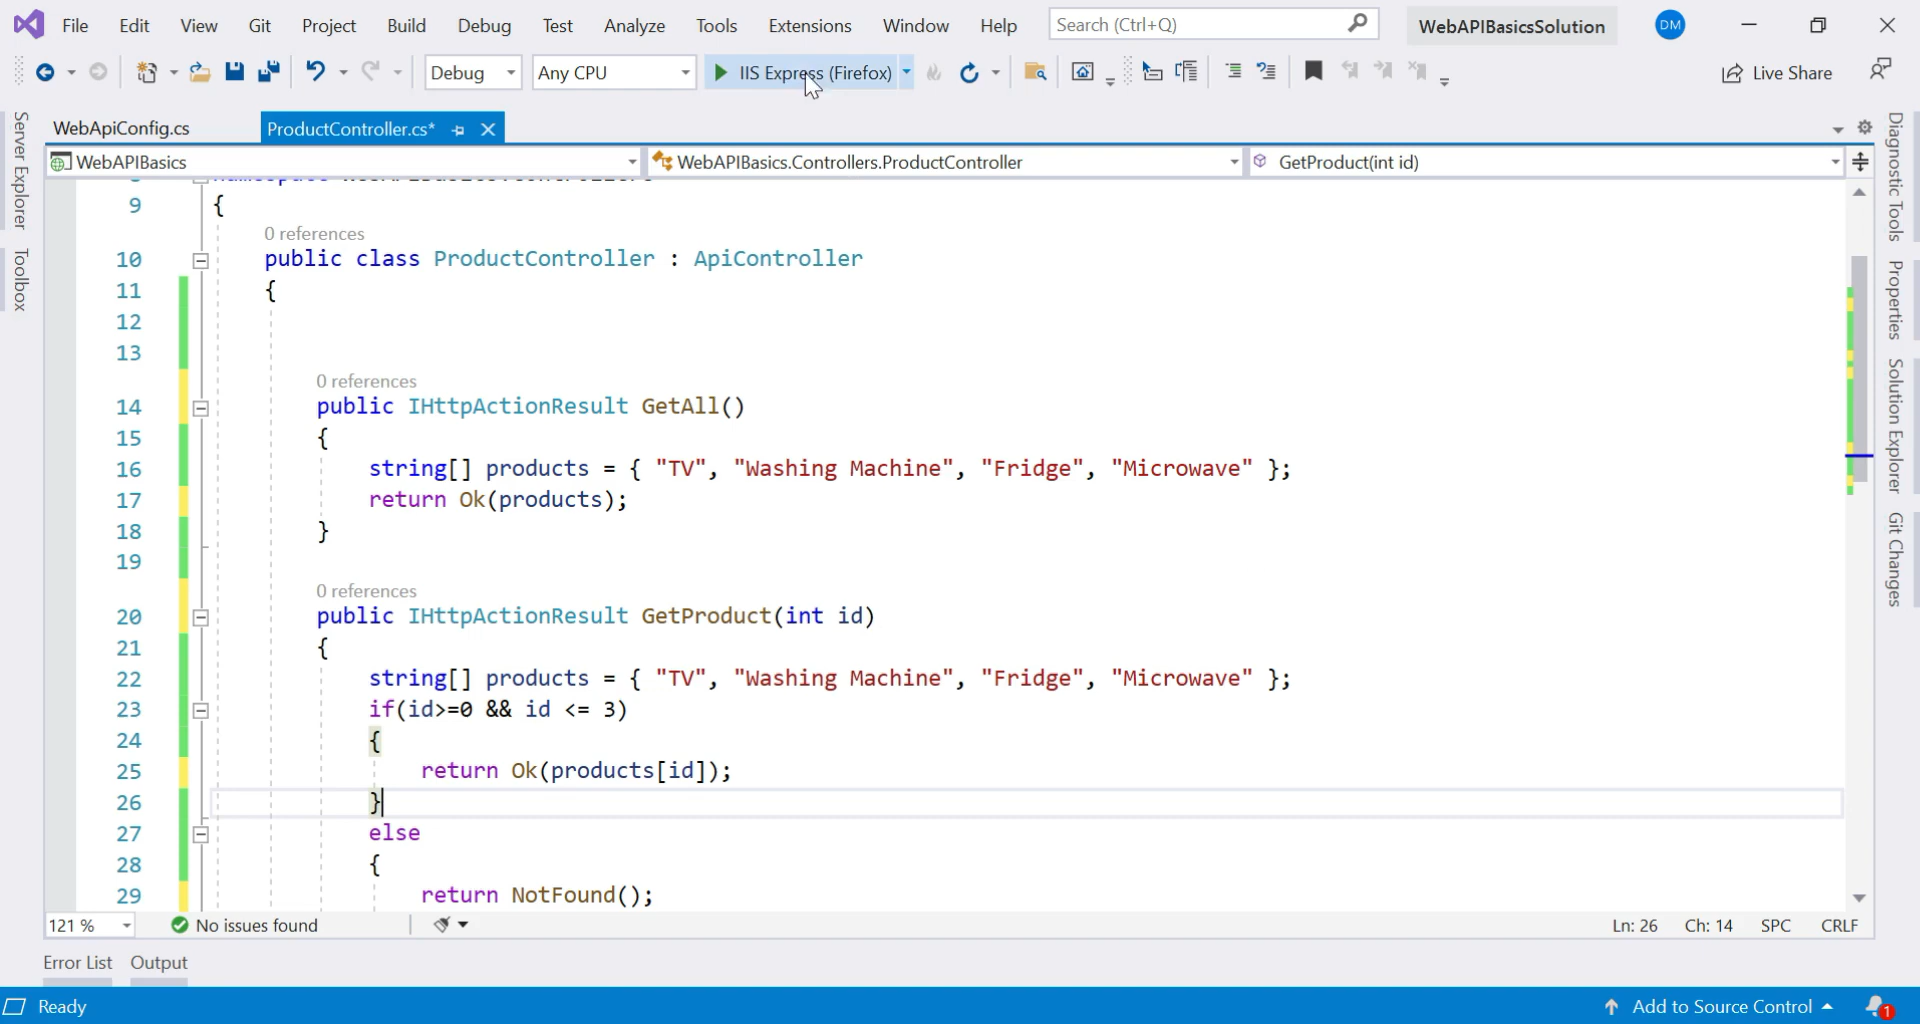 File Edit View Git Project Build Debug Test Analyze Tools Extensions Window Help Search (Ctrl+Q) WebAPIBasicsSolution DM
Debug Any CPU IIS Express (Firefox) Live Share
WebApiConfig.cs ProductController.cs*
WebAPIBasics WebAPIBasics.Controllers.ProductController GetProduct(int id)
Server Explorer
Toolbox
9 {
0 references
10 public class ProductController : ApiController
11 {
12
13
0 references
14 public IHttpActionResult GetAll()
15 {
16 string[] products = { "TV", "Washing Machine", "Fridge", "Microwave" };
17 return Ok(products);
18 }
19
0 references
20 public IHttpActionResult GetProduct(int id)
21 {
22 string[] products = { "TV", "Washing Machine", "Fridge", "Microwave" };
23 if(id>=0 && id <= 3)
24 {
25 return Ok(products[id]);
26 }
27 else
28 {
29 return NotFound();
Diagnostic Tools
Properties
Solution Explorer
Git Changes
121 % No issues found Ln: 26 Ch: 14 SPC CRLF
Error List Output
Ready Add to Source Control 1